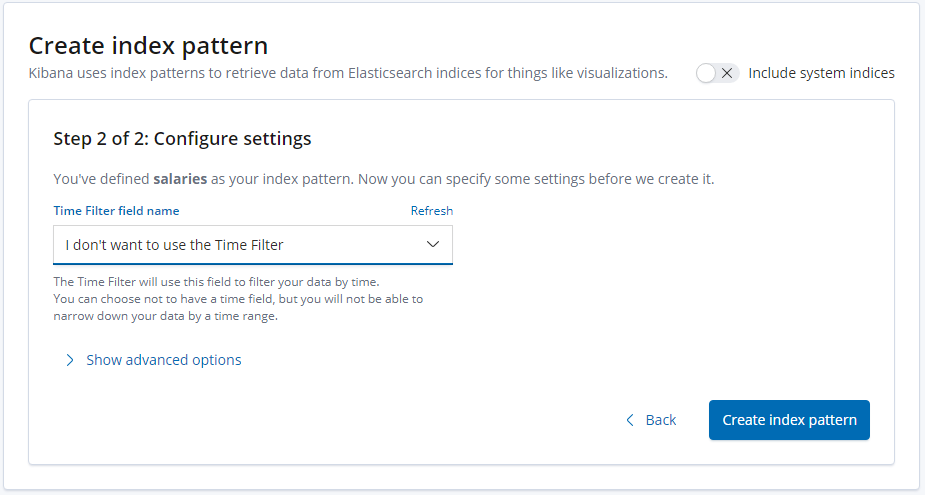 Create index pattern
Kibana uses index patterns to retrieve data from Elasticsearch indices for things like visualizations.
Include system indices
Step 2 of 2: Configure settings
You've defined salaries as your index pattern. Now you can specify some settings before we create it.
Time Filter field name
Refresh
I don't want to use the Time Filter
The Time Filter will use this field to filter your data by time.
You can choose not to have a time field, but you will not be able to
narrow down your data by a time range.
Show advanced options
Back
Create index pattern